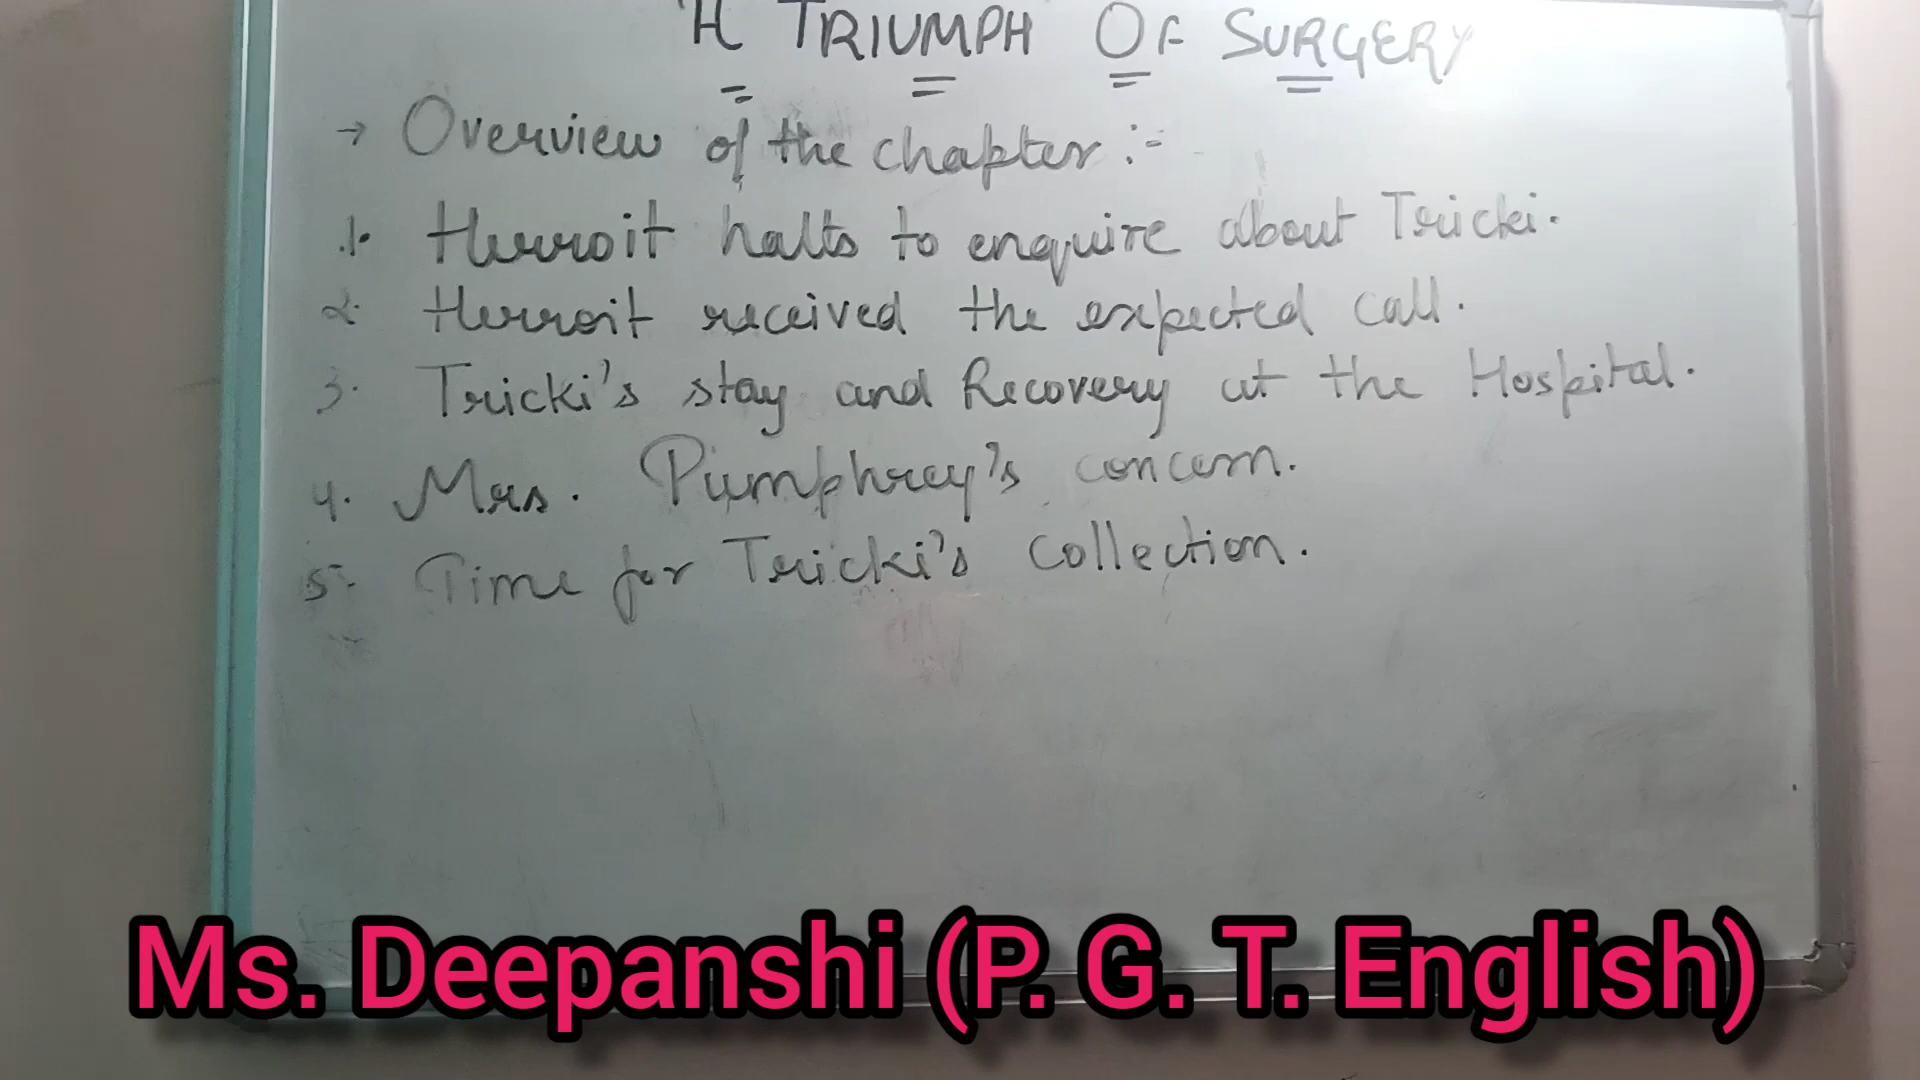 A TRIUMPH OF SURGERY
→ Overview of the chapter :-
1. Herroit halts to enquire about Tricki.
2. Herroit received the expected call.
3. Tricki's stay and Recovery at the Hospital.
4. Mrs. Pumphrey's concern.
5. Time for Tricki's Collection.
Ms. Deepanshi (P. G. T. English)